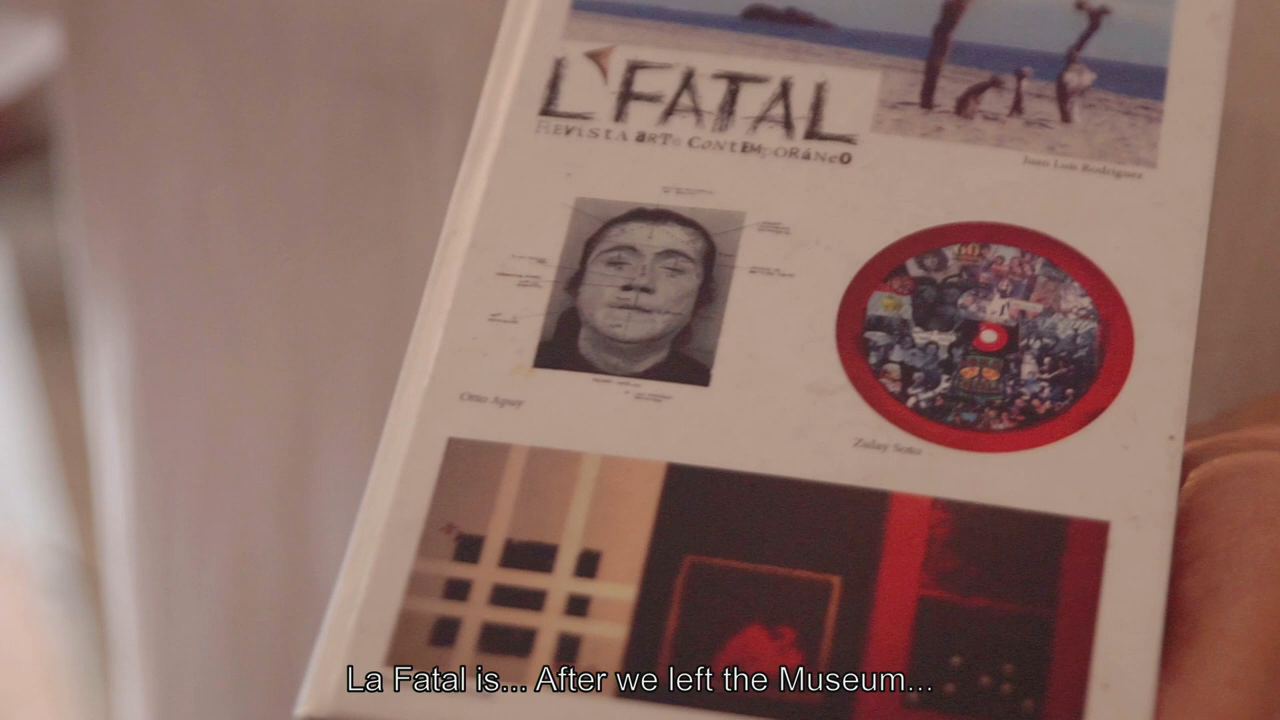 L'FATAL
REVISTA aRTe CoNtEMpORáNeO
Juan Luis Rodríguez
Otto Apuy
Zulay Soto
La Fatal is... After we left the Museum...